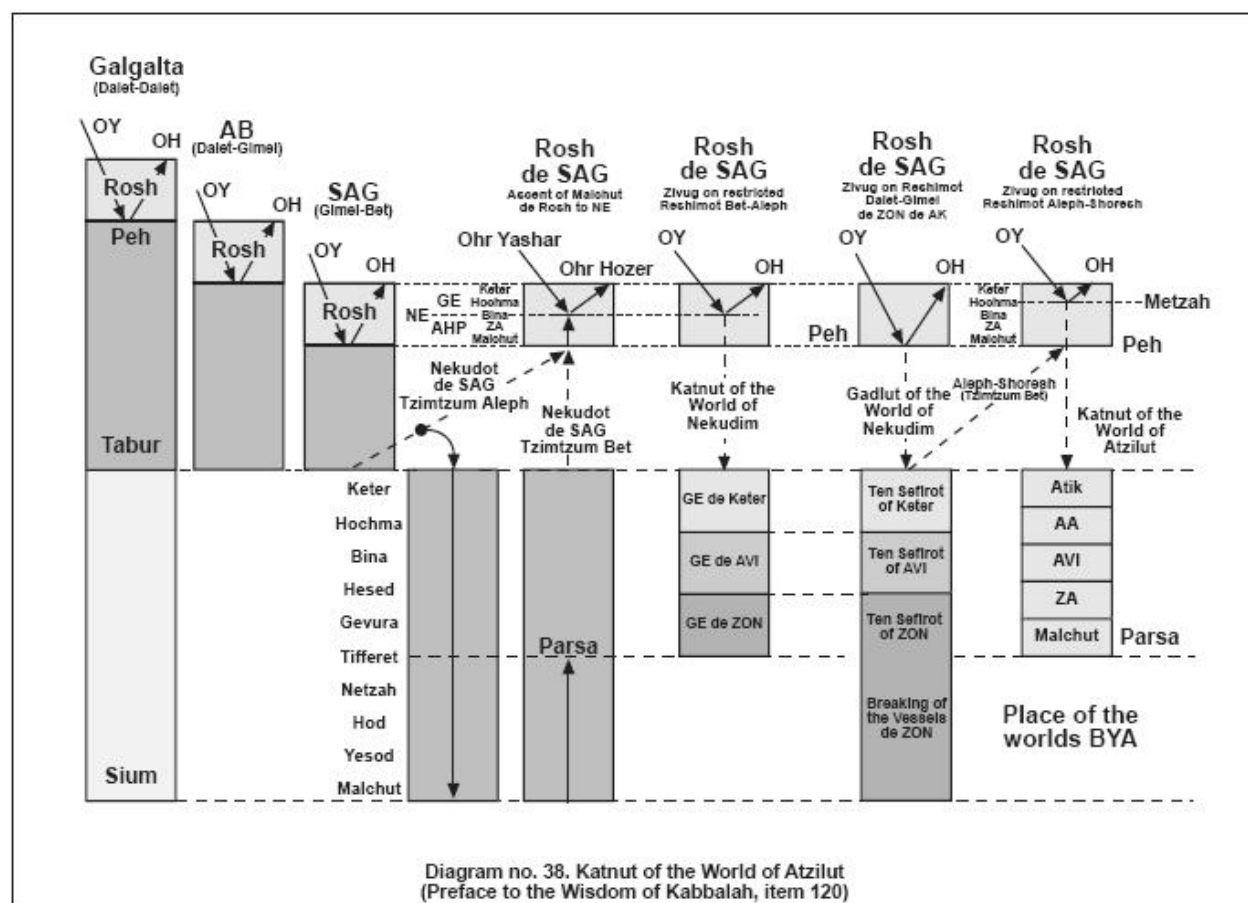 Galgalta
(Dalet-Dalet)
OY
OH
Rosh
Peh
Tabur
Sium
AB
(Dalet-Gimel)
OY
OH
Rosh
SAG
(Gimel-Bet)
OY
OH
Rosh
GE
NE
AHP
Nekudot
de SAG
Tzimtzum Aleph
Keter
Hochma
Bina
Hesed
Gevura
Tifferet
Netzah
Hod
Yesod
Malchut
Rosh
de SAG
Ascent of Malchut
de Rosh to NE
Ohr Yashar
Ohr Hozer
Keter
Hochma
Bina
ZA
Malchut
Nekudot
de SAG
Tzimtzum Bet
Parsa
Rosh
de SAG
Zivug on restricted
Reshimot Bet-Aleph
OY
OH
Katnut of the
World of
Nekudim
GE de Keter
GE de AVI
GE de ZON
Rosh
de SAG
Zivug on Reshimot
Dalet-Gimel
de ZON de AK
OY
OH
Peh
Gadlut of the
World of
Nekudim
Ten Sefirot
of Keter
Ten Sefirot
of AVI
Ten Sefirot
of ZON
Breaking of
the Vessels
de ZON
Rosh
de SAG
Zivug on restricted
Reshimot Aleph-Shoresh
OY
OH
Keter
Hochma
Bina
ZA
Malchut
Metzah
Peh
Aleph-Shoresh
(Tzimtzum Bet)
Katnut of the
World of
Atzilut
Atik
AA
AVI
ZA
Malchut
Parsa
Place of the
worlds BYA
Diagram no. 38. Katnut of the World of Atzilut
(Preface to the Wisdom of Kabbalah, item 120)